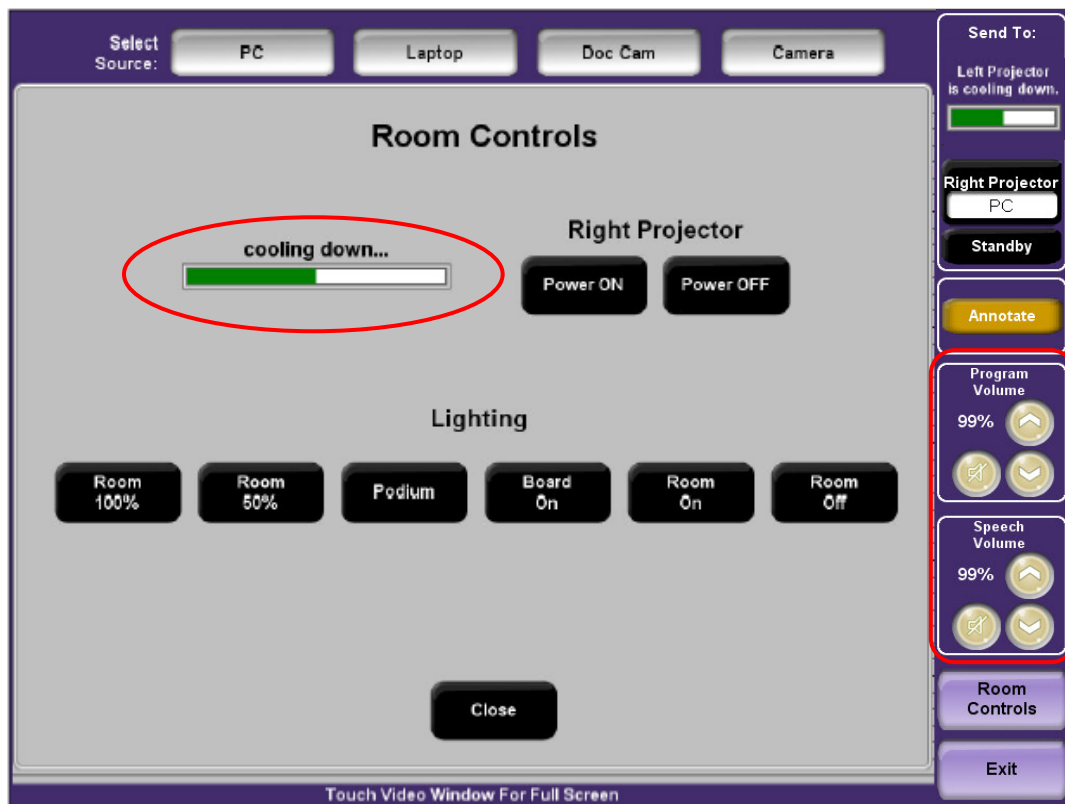 Select
Source:
PC
Laptop
Doc Cam
Camera
Room Controls
cooling down...
Right Projector
Power ON
Power OFF
Lighting
Room
100%
Room
50%
Podium
Board
On
Room
On
Room
Off
Close
Touch Video Window For Full Screen
Send To:
Left Projector
is cooling down.
Right Projector
PC
Standby
Annotate
Program
Volume
99%
Speech
Volume
99%
Room
Controls
Exit